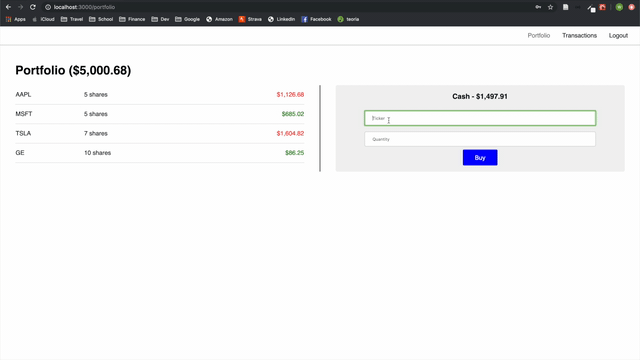 localhost:3000/portfolio
Apps iCloud Travel School Finance Dev Google Amazon Strava LinkedIn Facebook teoria
Portfolio Transactions Logout
Portfolio ($5,000.68)
AAPL 5 shares $1,126.68
MSFT 5 shares $685.02
TSLA 7 shares $1,604.82
GE 10 shares $86.25
Cash - $1,497.91
Ticker
Quantity
Buy